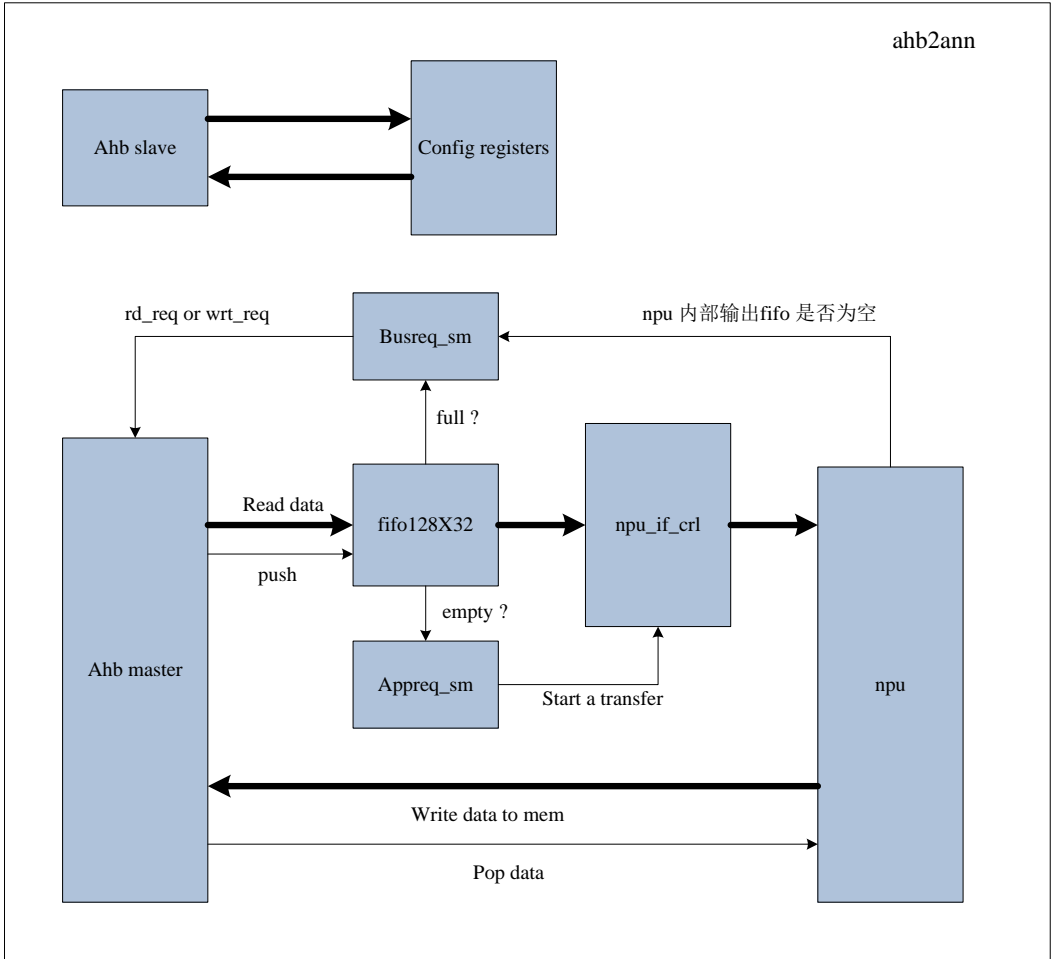 ahb2ann
Ahb slave
Config registers
rd_req or wrt_req
npu 内部输出fifo 是否为空
Busreq_sm
full ?
Read data
fifo128X32
npu_if_crl
push
empty ?
Ahb master
Appreq_sm
Start a transfer
npu
Write data to mem
Pop data